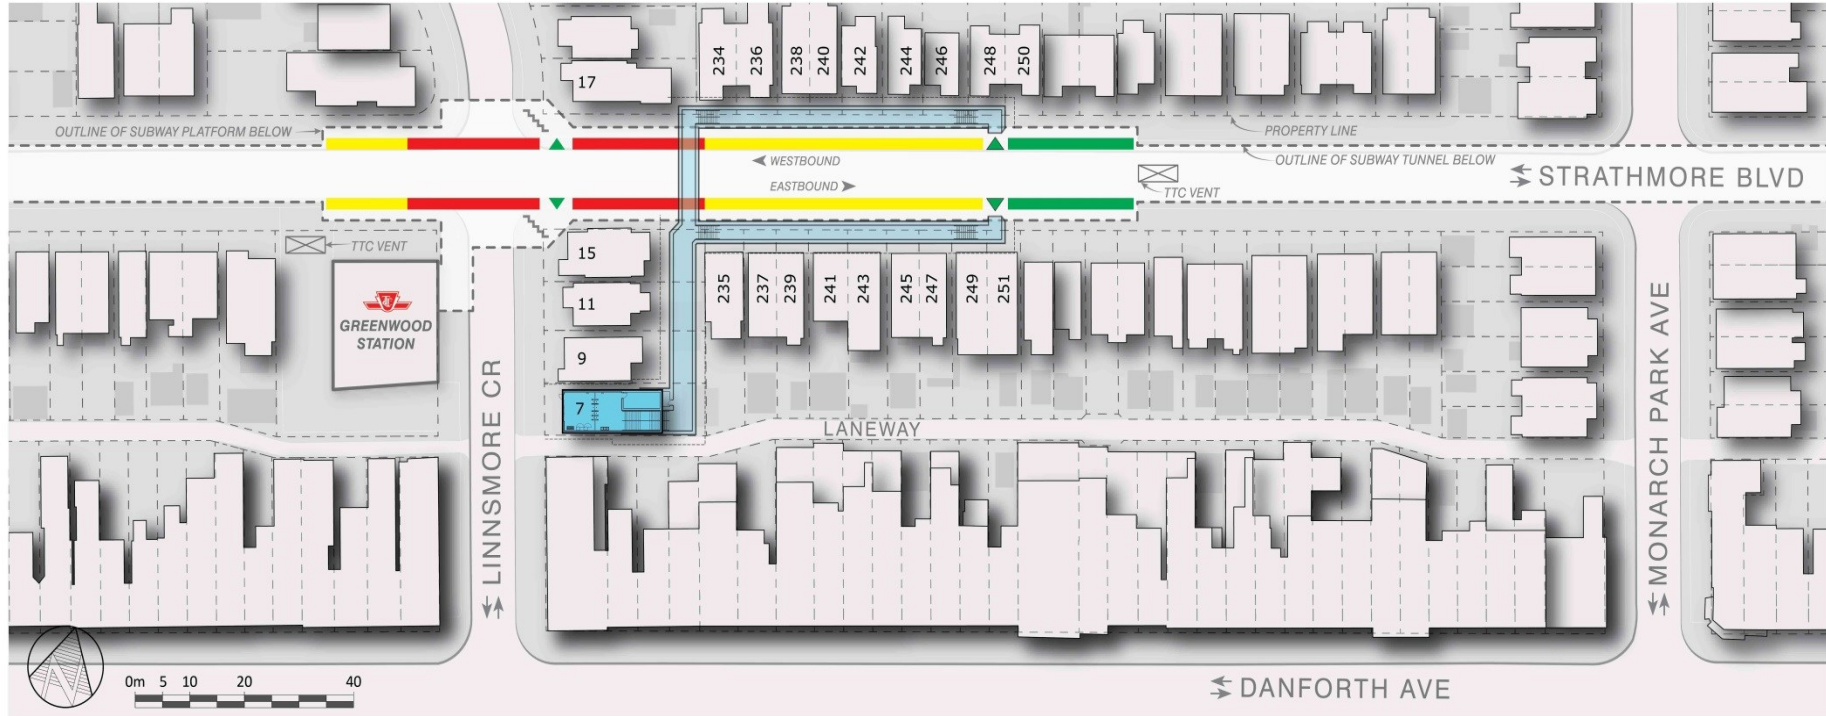 234
236
238
240
242
244
246
248
250
17
OUTLINE OF SUBWAY PLATFORM BELOW
PROPERTY LINE
OUTLINE OF SUBWAY TUNNEL BELOW
WESTBOUND
EASTBOUND
TTC VENT
STRATHMORE BLVD
TTC VENT
15
11
9
7
235
237
239
241
243
245
247
249
251
GREENWOOD
STATION
LINNSMORE CR
LANEWAY
MONARCH PARK AVE
0m 5 10 20 40
DANFORTH AVE